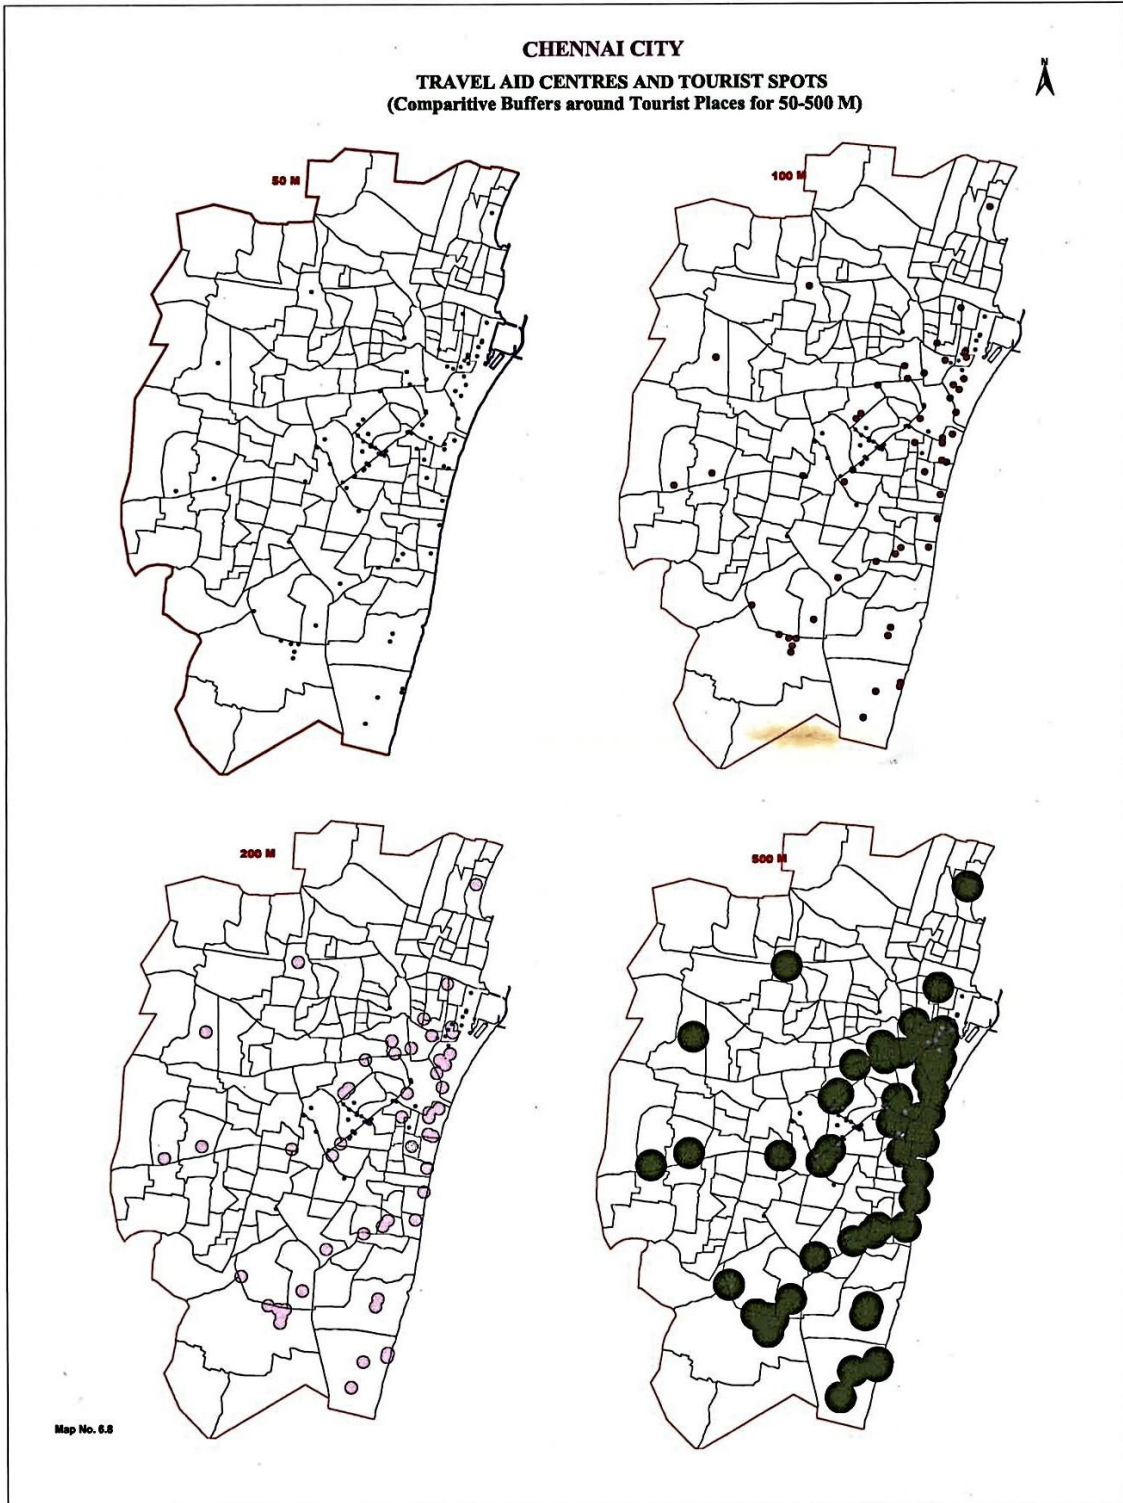 CHENNAI CITY
TRAVEL AID CENTRES AND TOURIST SPOTS
(Comparitive Buffers around Tourist Places for 50-500 M)
N
50 M
100 M
200 M
500 M
Map No. 6.8